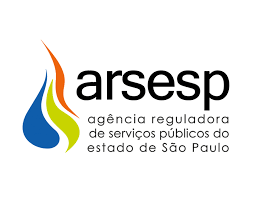 arsesp
agência reguladora
de serviços públicos do
estado de São Paulo